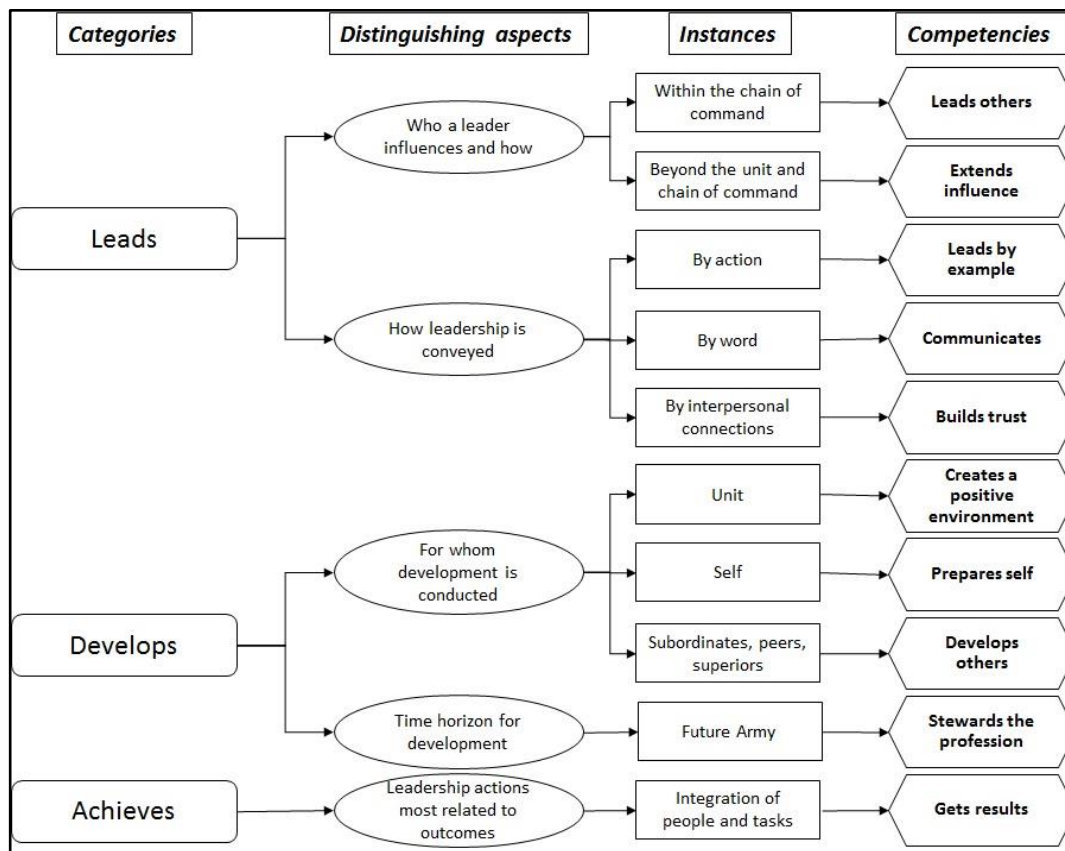 Categories
Distinguishing aspects
Instances
Competencies
Leads
Who a leader
influences and how
Within the chain of
command
Leads others
Beyond the unit and
chain of command
Extends
influence
How leadership is
conveyed
By action
Leads by
example
By word
Communicates
By interpersonal
connections
Builds trust
Develops
For whom
development is
conducted
Unit
Creates a
positive
environment
Self
Prepares self
Subordinates, peers,
superiors
Develops
others
Time horizon for
development
Future Army
Stewards the
profession
Achieves
Leadership actions
most related to
outcomes
Integration of
people and tasks
Gets results